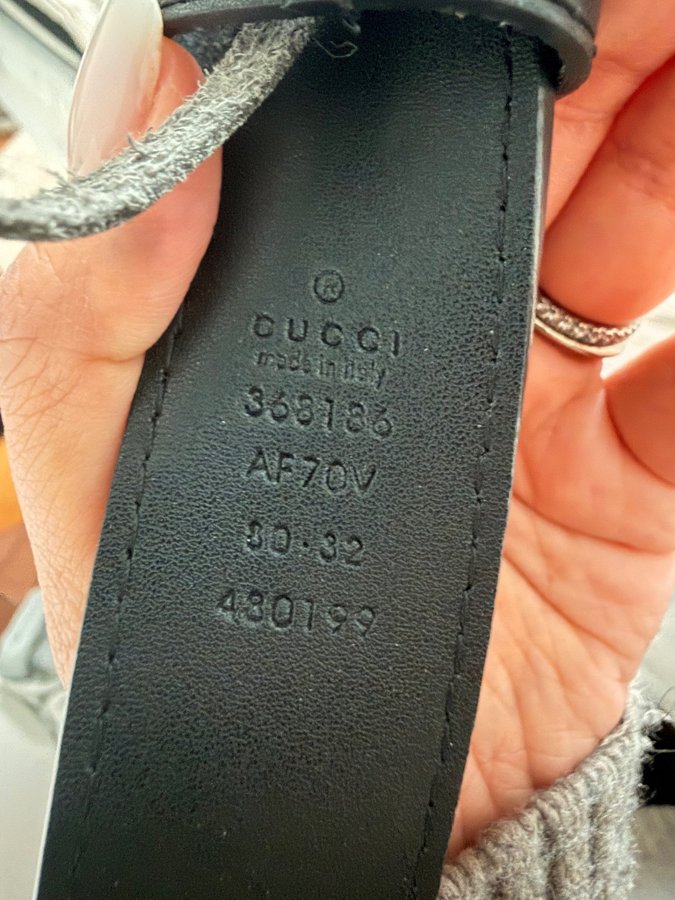 ®
GUCCI
made in italy
368186
AF70V
80·32
430199